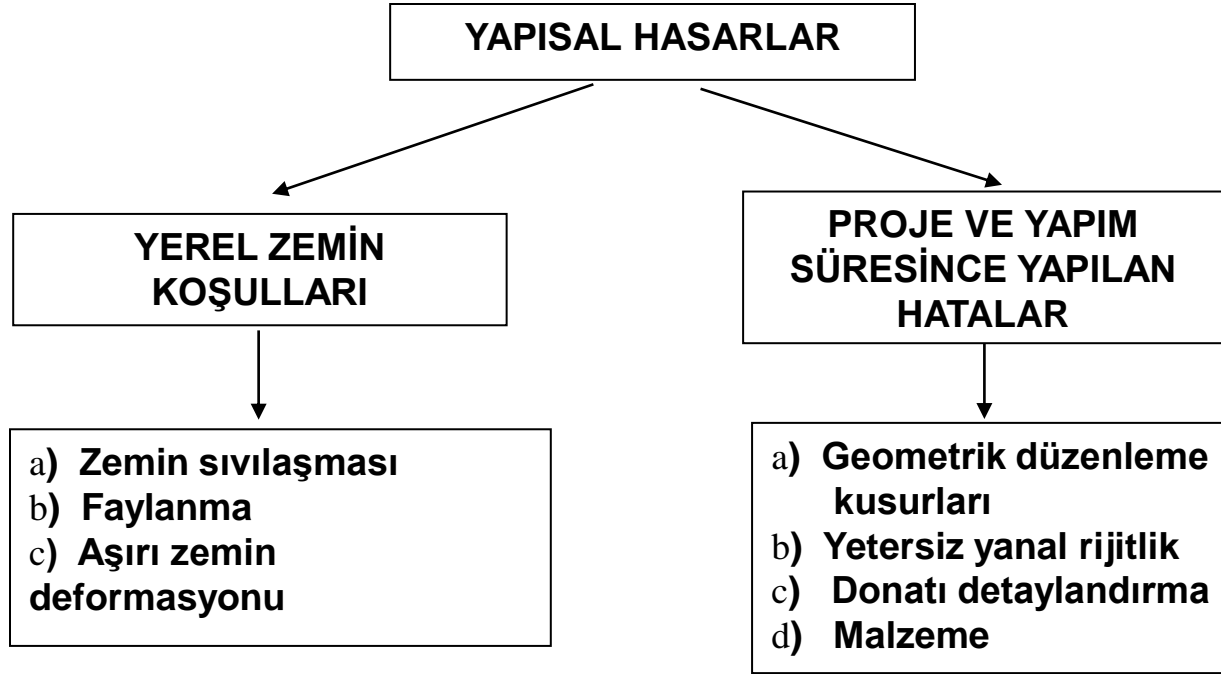 YAPISAL HASARLAR
YEREL ZEMİN
KOŞULLARI
PROJE VE YAPIM
SÜRESİNCE YAPILAN
HATALAR
a) Zemin sıvılaşması
b) Faylanma
c) Aşırı zemin
deformasyonu
a) Geometrik düzenleme
kusurları
b) Yetersiz yanal rijitlik
c) Donatı detaylandırma
d) Malzeme